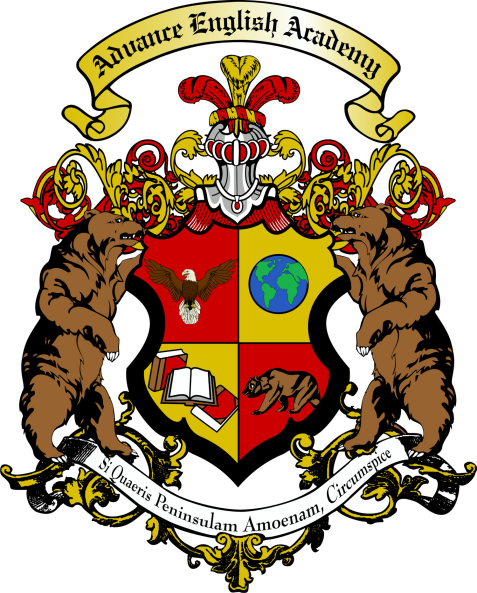 Advance English Academy
Si Quaeris Peninsulam Amoenam, Circumspice